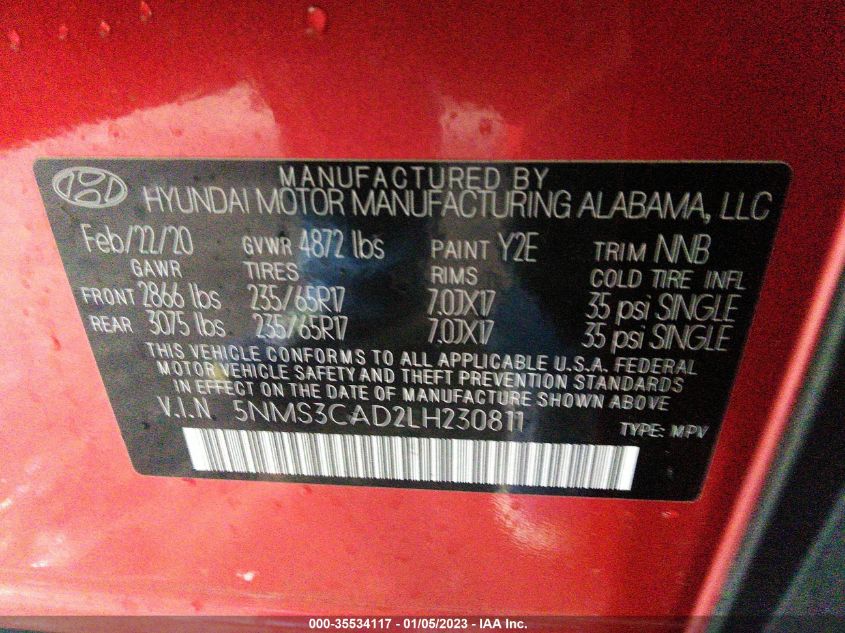 MANUFACTURED BY
HYUNDAI MOTOR MANUFACTURING ALABAMA, LLC
Feb/22/20 GVWR 4872 lbs PAINT Y2E TRIM NNB
GAWR TIRES RIMS COLD TIRE INFL
FRONT 2866 lbs 235/65R17 7.0JX17 35 psi SINGLE
REAR 3075 lbs 235/65R17 7.0JX17 35 psi SINGLE
THIS VEHICLE CONFORMS TO ALL APPLICABLE U.S.A. FEDERAL
MOTOR VEHICLE SAFETY AND THEFT PREVENTION STANDARDS
IN EFFECT ON THE DATE OF MANUFACTURE SHOWN ABOVE
V.I.N. 5NMS3CAD2LH230811 TYPE: MPV
000-35534117 - 01/05/2023 - IAA Inc.